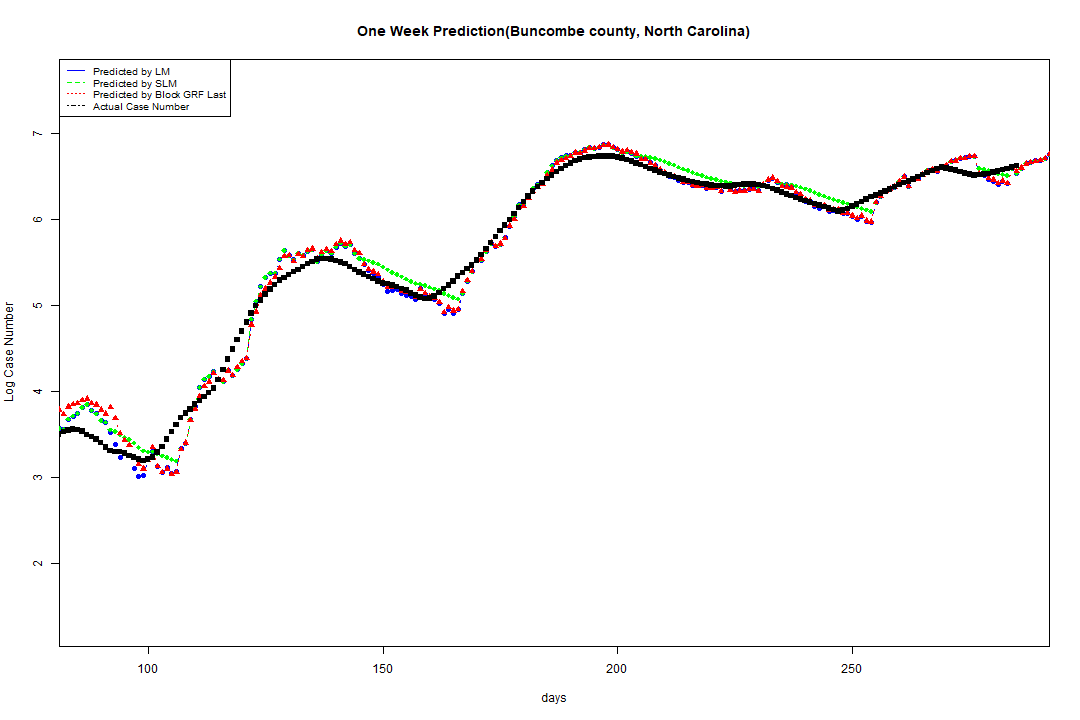 One Week Prediction(Buncombe county, North Carolina)
Predicted by LM
Predicted by SLM
Predicted by Block GRF Last
Actual Case Number
7
6
5
4
3
2
Log Case Number
100 150 200 250
days